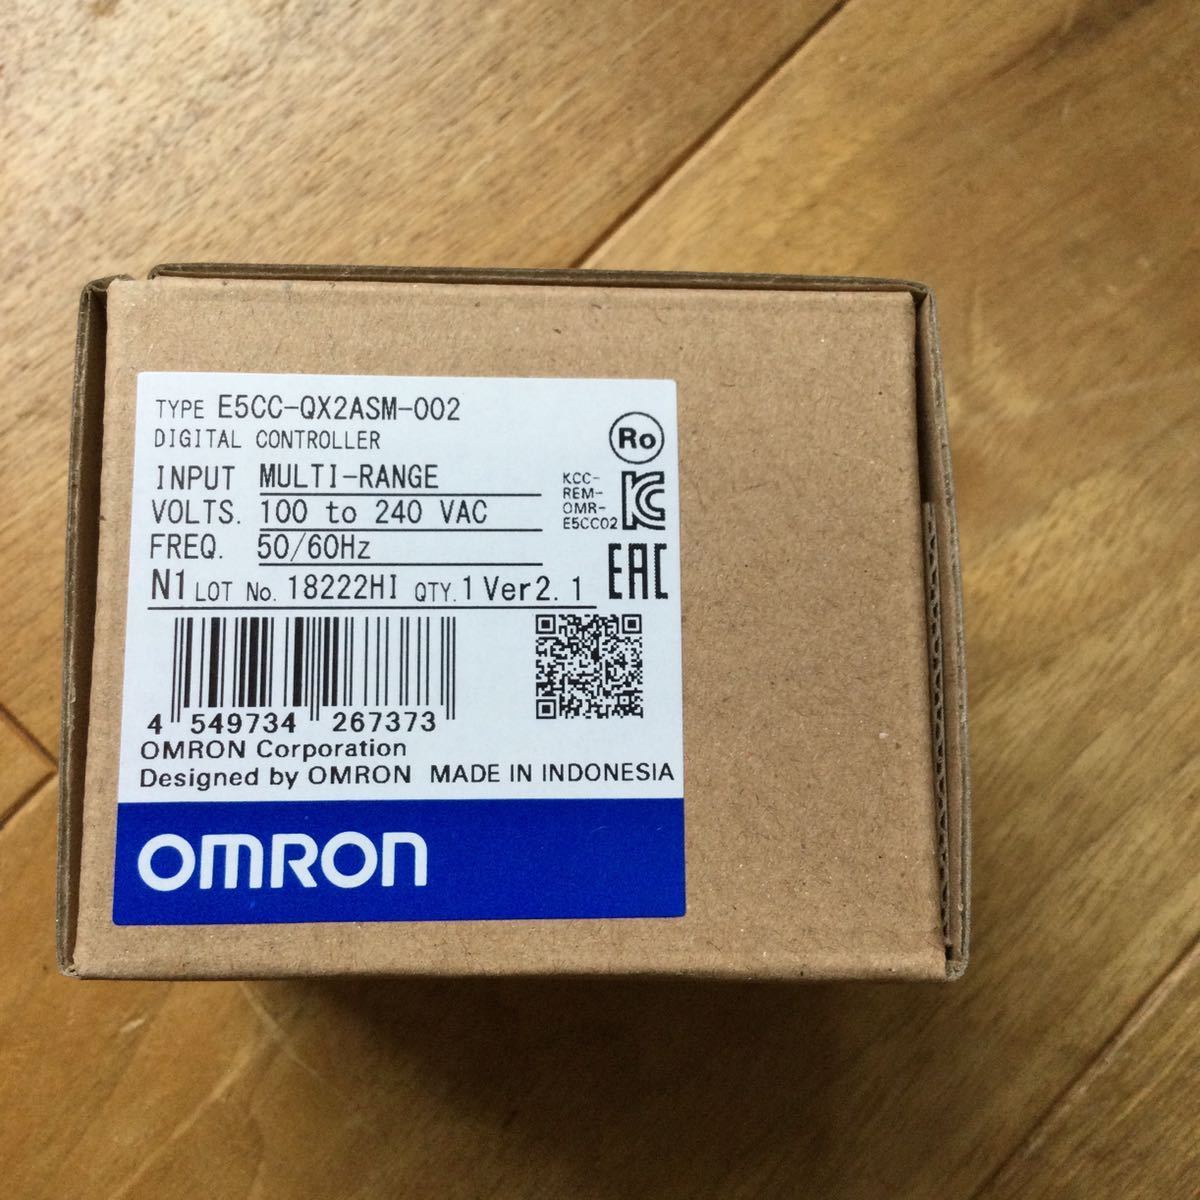 TYPE E5CC-QX2ASM-002
DIGITAL CONTROLLER
Ro
INPUT MULTI-RANGE
VOLTS. 100 to 240 VAC
FREQ. 50/60Hz
KCC-
REM-
OMR-
E5CC02
EAC
N1 LOT No. 18222HI QTY. 1 Ver2.1
4 549734 267373
OMRON Corporation
Designed by OMRON MADE IN INDONESIA
OMRON